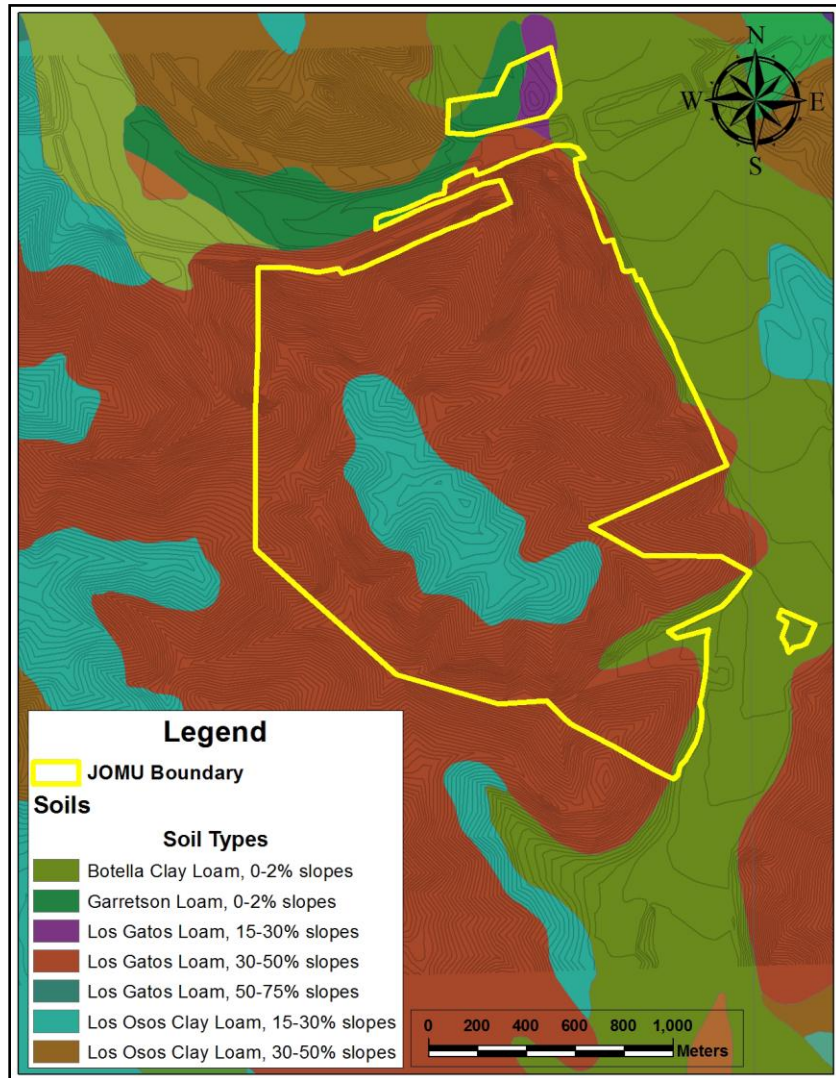 N
W E
S
Legend
JOMU Boundary
Soils
Soil Types
Botella Clay Loam, 0-2% slopes
Garretson Loam, 0-2% slopes
Los Gatos Loam, 15-30% slopes
Los Gatos Loam, 30-50% slopes
Los Gatos Loam, 50-75% slopes
Los Osos Clay Loam, 15-30% slopes
Los Osos Clay Loam, 30-50% slopes
0 200 400 600 800 1,000
Meters